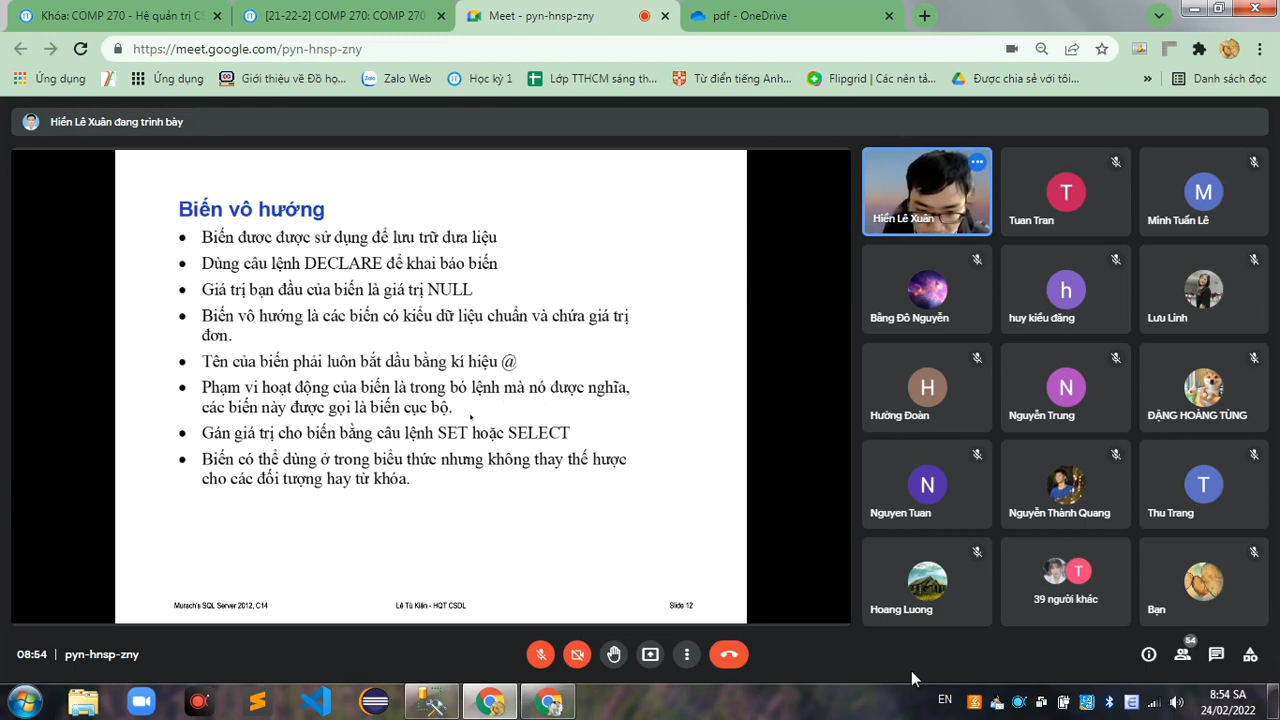 Khóa: COMP 270 - Hệ quản trị CS
[21-22-2] COMP 270: COMP 270
Meet - pyn-hnsp-zny
pdf - OneDrive
https://meet.google.com/pyn-hnsp-zny
Ứng dụng
Ứng dụng
Giới thiệu về Đồ họ...
Zalo Web
Học kỳ 1
Lớp TTHCM sáng th...
Từ điển tiếng Anh...
Flipgrid | Các nên tả...
Được chia sẻ với tôi...
»
Danh sách đọc
Hiển Lê Xuân đang trình bày
Biến vô hướng
• Biến đươc được sử dụng để lưu trữ dưa liệu
• Dùng câu lệnh DECLARE để khai báo biến
• Giá trị bạn đầu của biến là giá trị NULL
• Biến vô hướng là các biến có kiểu dữ liệu chuẩn và chứa giá trị
đơn.
• Tên của biến phải luôn bắt dầu bằng kí hiệu @
• Phạm vi hoạt động của biến là trong bó lệnh mà nó được nghĩa,
các biến này được gọi là biến cục bộ.
• Gán giá trị cho biến bằng câu lệnh SET hoặc SELECT
• Biến có thể dùng ở trong biểu thức nhưng không thay thế hược
cho các đối tượng hay từ khóa.
Murach's SQL Server 2012, C14
Lê Tú Kiên - HQT CSDL
Slide 12
Hiển Lê Xuân
T
Tuan Tran
M
Minh Tuấn Lê
Bằng Đô Nguyễn
h
huy kiều đăng
Lưu Linh
H
Hường Đoàn
N
Nguyên Trung
ĐẶNG HOÀNG TÙNG
N
Nguyen Tuan
Nguyễn Thành Quang
T
Thu Trang
Hoang Luong
T
39 người khác
Bạn
08:54
pyn-hnsp-zny
54
EN
8:54 SA
24/02/2022